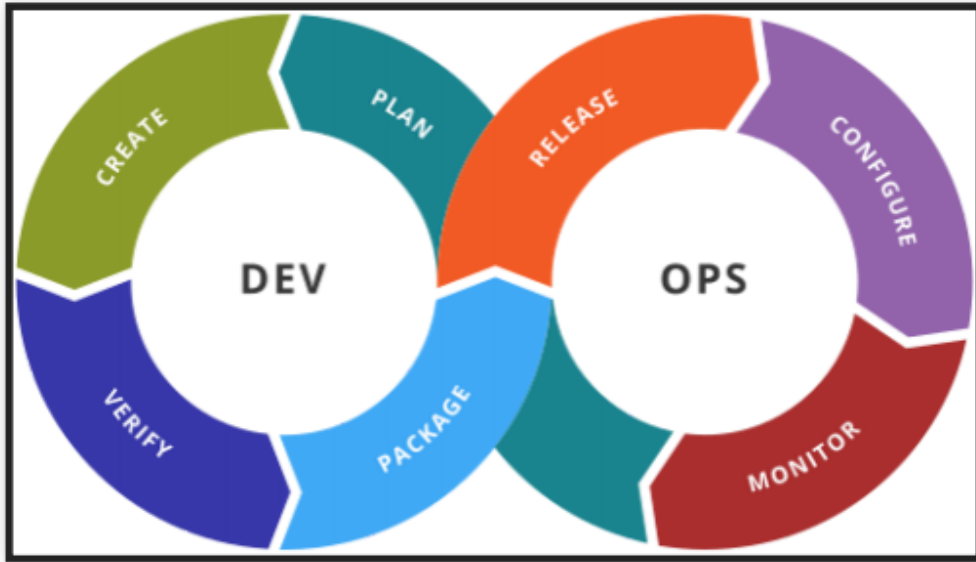 PLAN
CREATE
VERIFY
PACKAGE
RELEASE
CONFIGURE
MONITOR
DEV
OPS